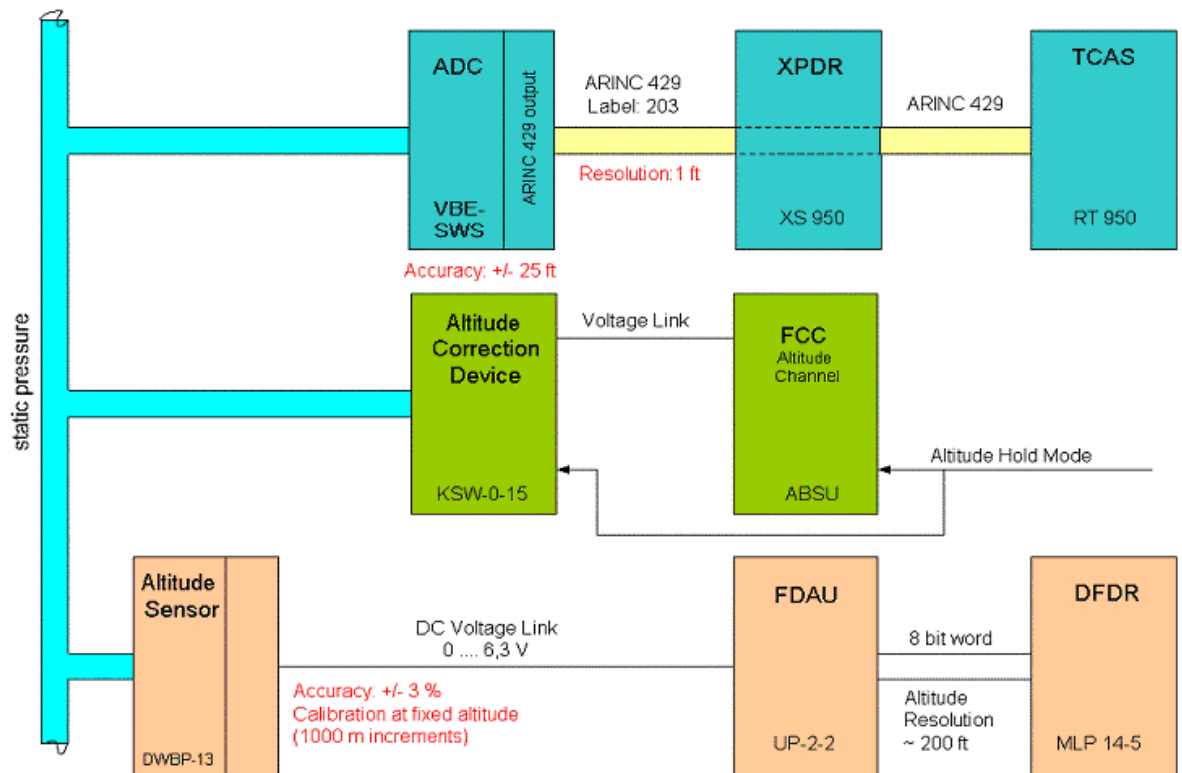 static pressure
ADC
ARINC 429 output
VBE-
SWS
Accuracy: +/- 25 ft
ARINC 429
Label: 203
Resolution: 1 ft
XPDR
XS 950
ARINC 429
TCAS
RT 950
Altitude
Correction
Device
KSW-0-15
Voltage Link
FCC
Altitude
Channel
ABSU
Altitude Hold Mode
Altitude
Sensor
DWBP-13
DC Voltage Link
0 .... 6,3 V
Accuracy: +/- 3 %
Calibration at fixed altitude
(1000 m increments)
FDAU
UP-2-2
8 bit word
Altitude
Resolution
~ 200 ft
DFDR
MLP 14-5